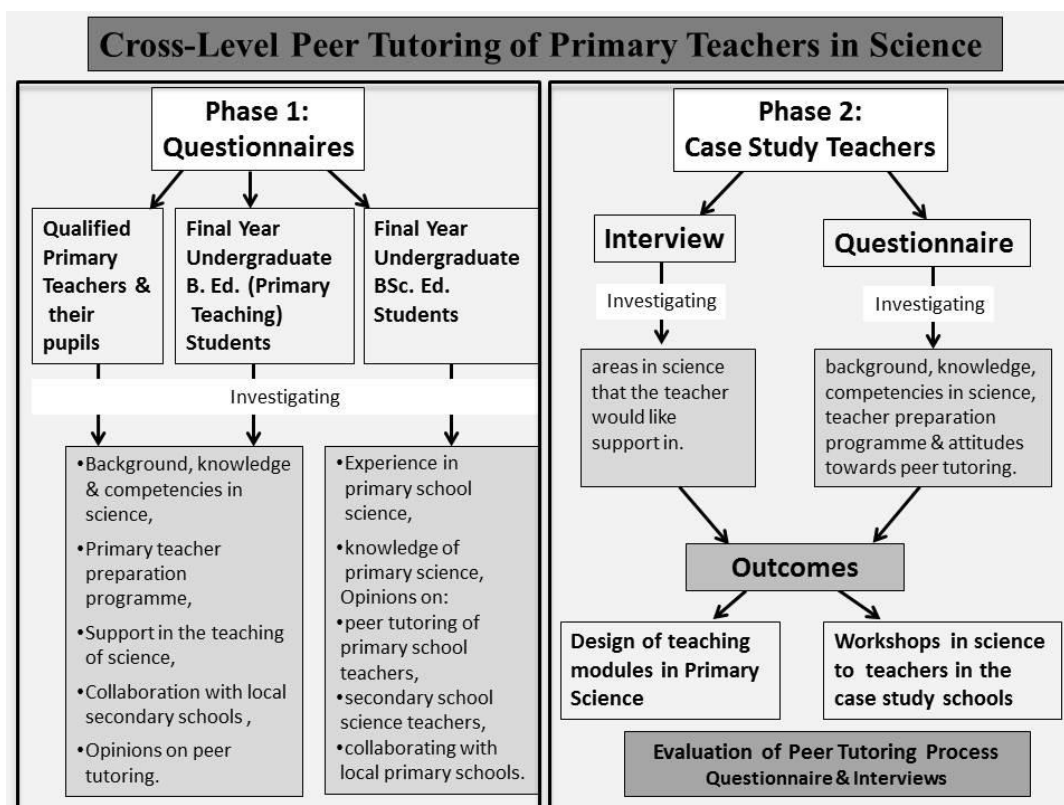 Cross-Level Peer Tutoring of Primary Teachers in Science
Phase 1:
Questionnaires
Qualified
Primary
Teachers &
their
pupils
Final Year
Undergraduate
B. Ed. (Primary
Teaching)
Students
Final Year
Undergraduate
BSc. Ed.
Students
Investigating
•Background, knowledge
& competencies in
science,
•Primary teacher
preparation
programme,
•Support in the teaching
of science,
•Collaboration with local
secondary schools ,
•Opinions on peer
tutoring.
•Experience in
primary school
science,
•knowledge of
primary science,
Opinions on:
•peer tutoring of
primary school
teachers,
•secondary school
science teachers,
•collaborating with
local primary schools.
Phase 2:
Case Study Teachers
Interview
Investigating
areas in science
that the teacher
would like
support in.
Questionnaire
Investigating
background, knowledge,
competencies in science,
teacher preparation
programme & attitudes
towards peer tutoring.
Outcomes
Design of teaching
modules in Primary
Science
Workshops in science
to teachers in the
case study schools
Evaluation of Peer Tutoring Process
Questionnaire & Interviews